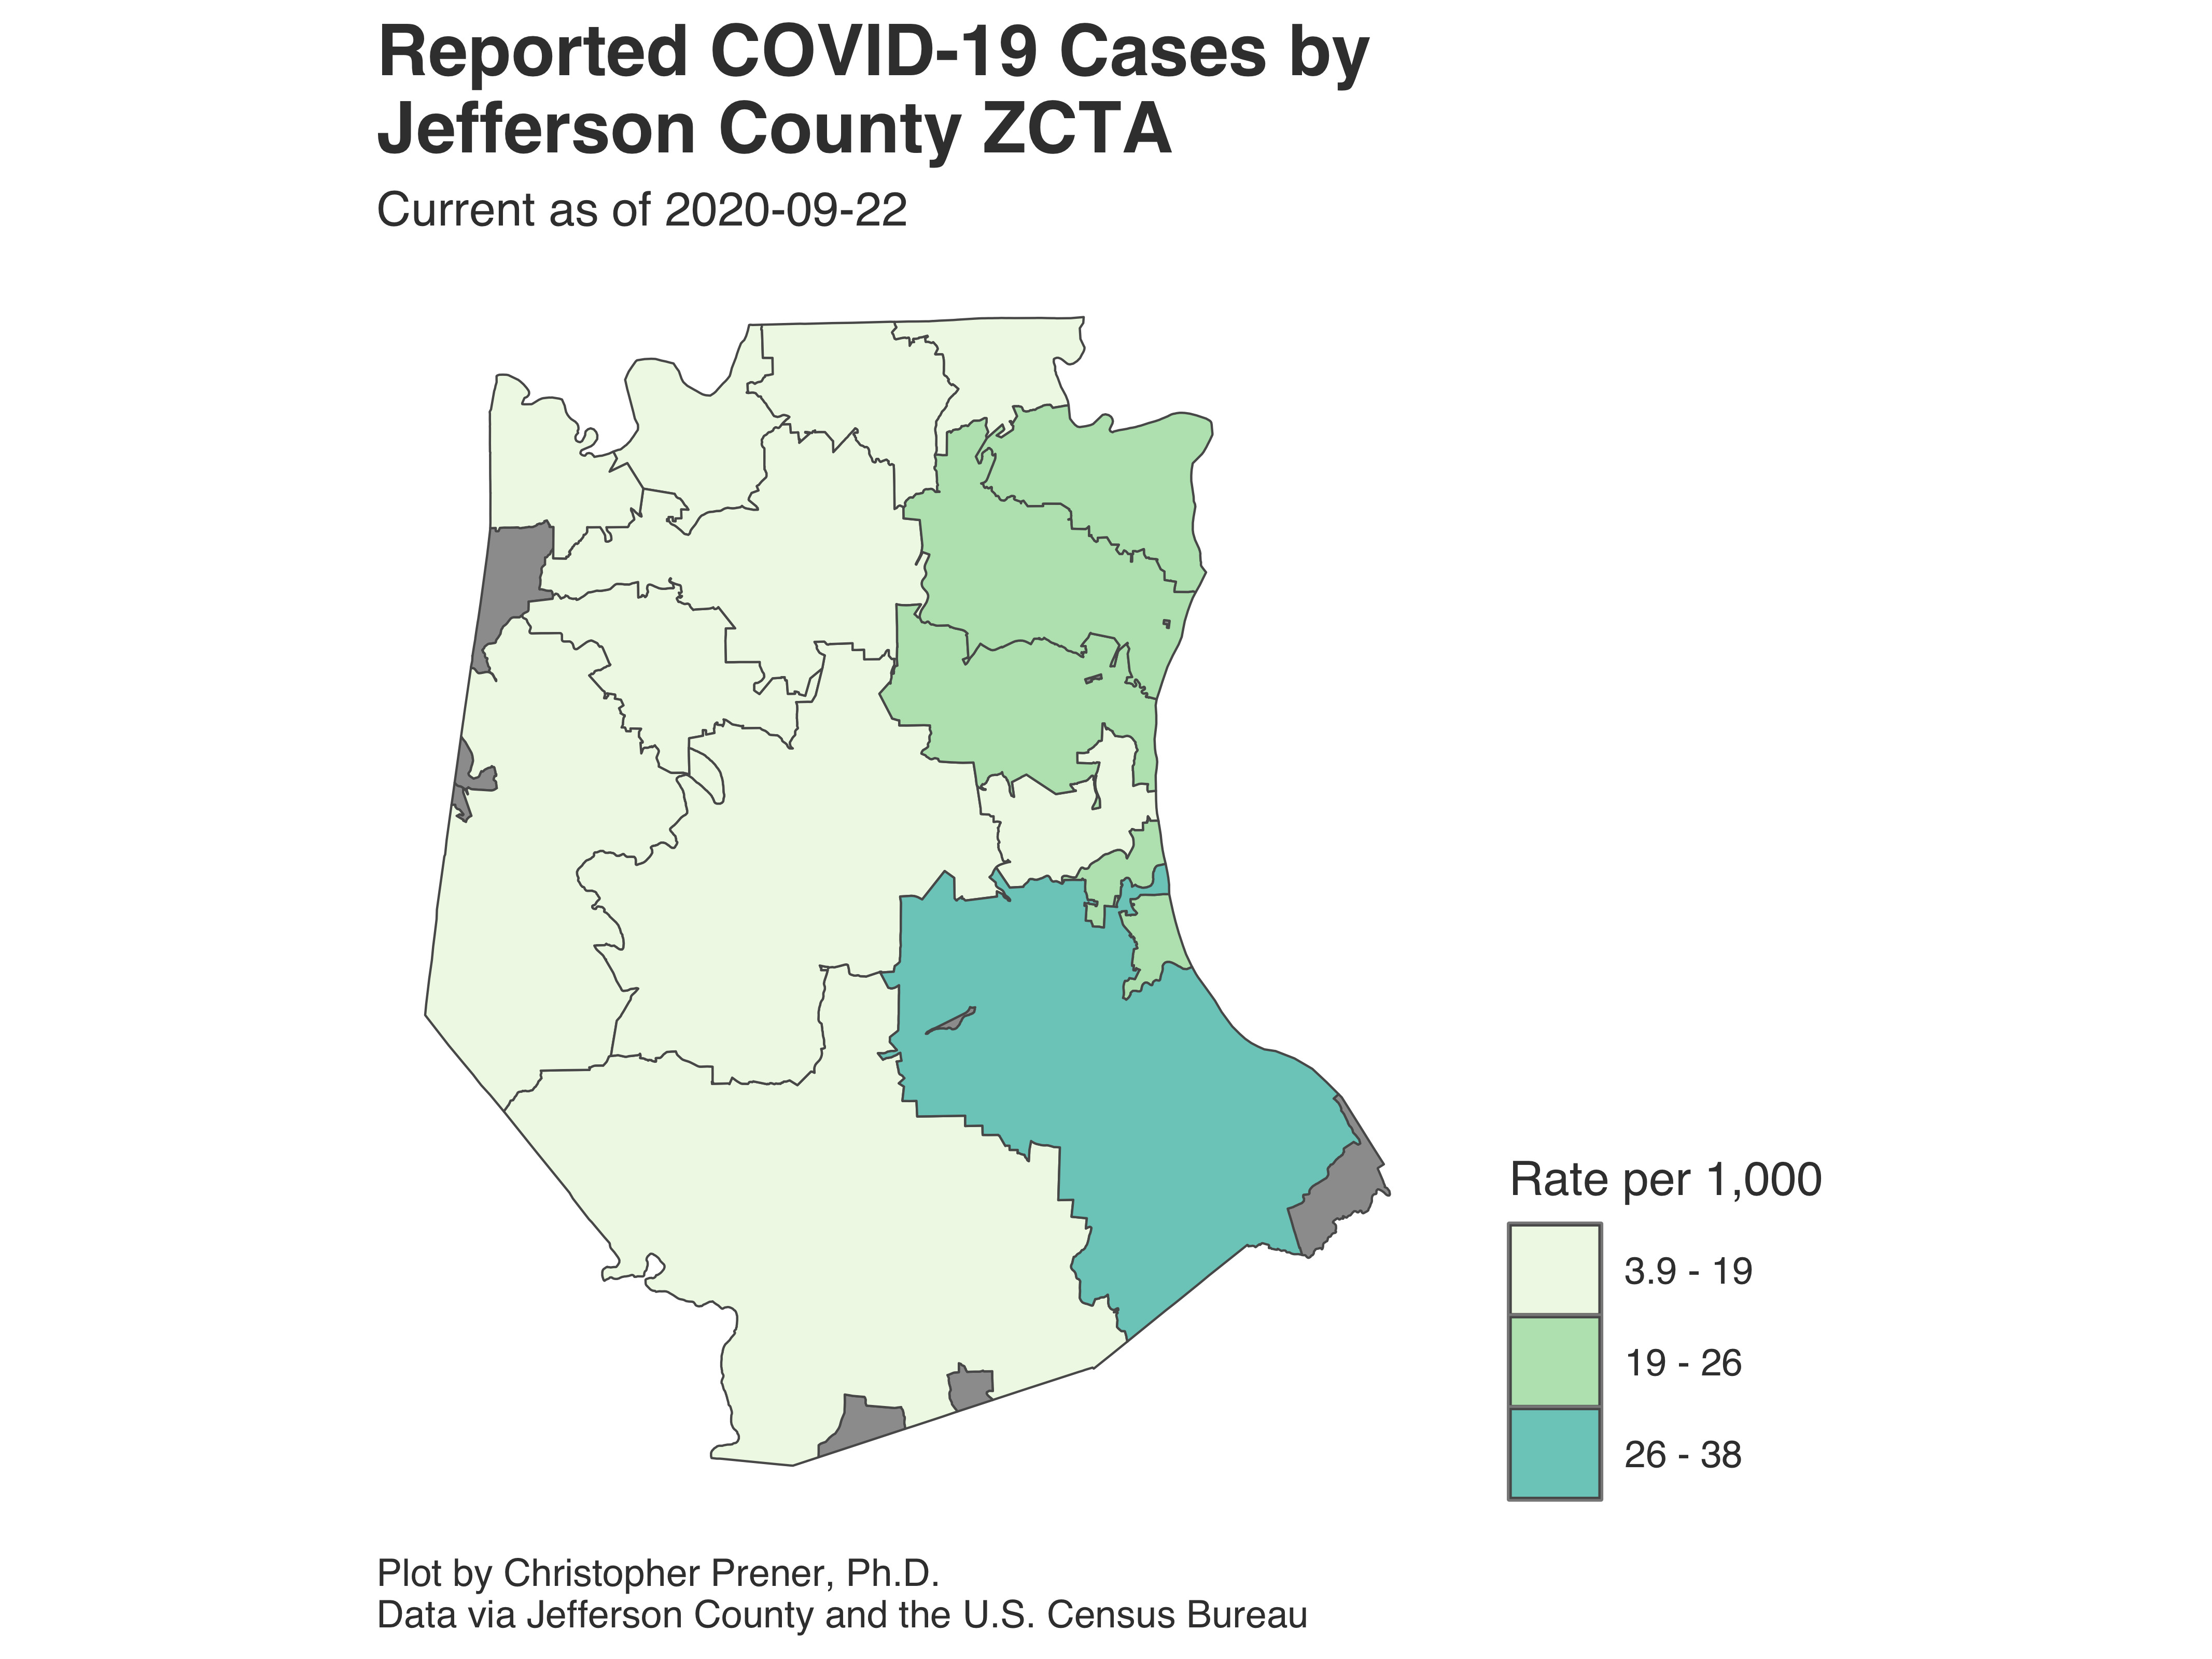 Reported COVID-19 Cases by
Jefferson County ZCTA
Current as of 2020-09-22
Rate per 1,000
3.9 - 19
19 - 26
26 - 38
Plot by Christopher Prener, Ph.D.
Data via Jefferson County and the U.S. Census Bureau